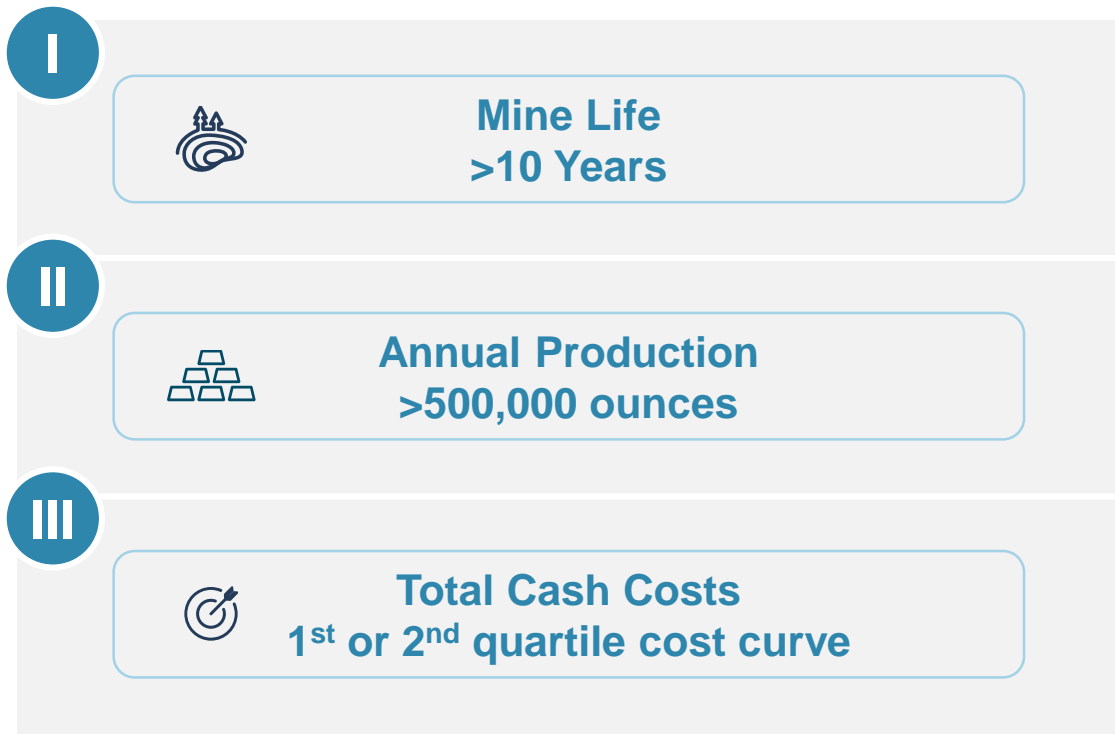 I
Mine Life
>10 Years
II
Annual Production
>500,000 ounces
III
Total Cash Costs
1st or 2nd quartile cost curve